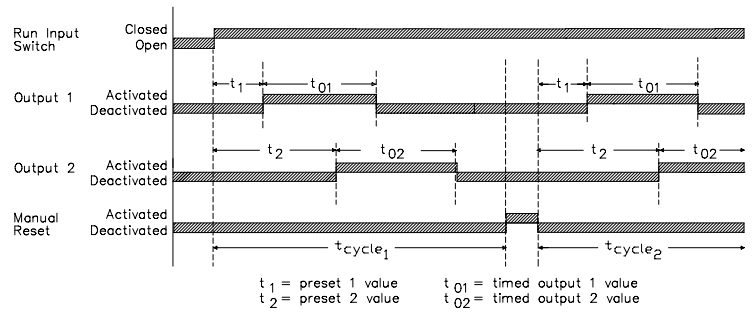 Run Input
Switch
Closed
Open
t1
t01
t1
t01
Output 1
Activated
Deactivated
t2
t02
t2
t02
Output 2
Activated
Deactivated
Manual
Reset
Activated
Deactivated
tcycle1
tcycle2
t1 = preset 1 value
t01 = timed output 1 value
t2 = preset 2 value
t02 = timed output 2 value